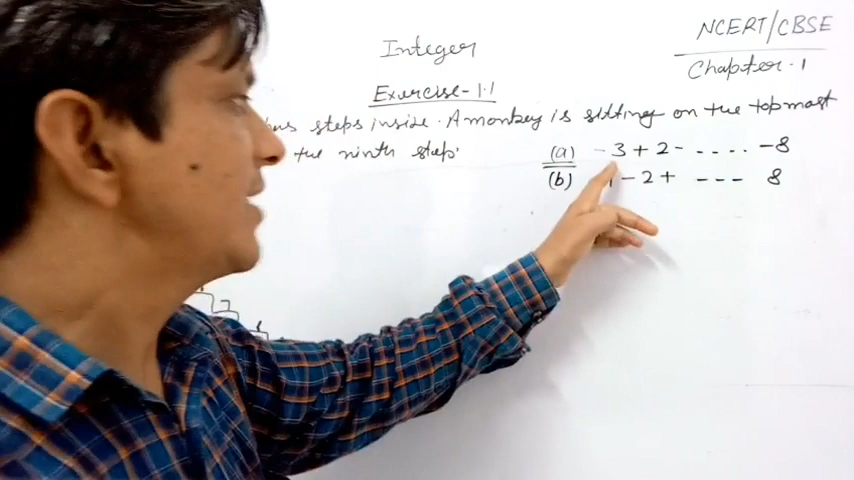 NCERT/CBSE
Integer
Chapter.1
Exercise-1.1
steps inside. A monkey is sitting on the topmost
the ninth step.
(a) -3+2- - - . . . -8
(b) -2+ - - - 8